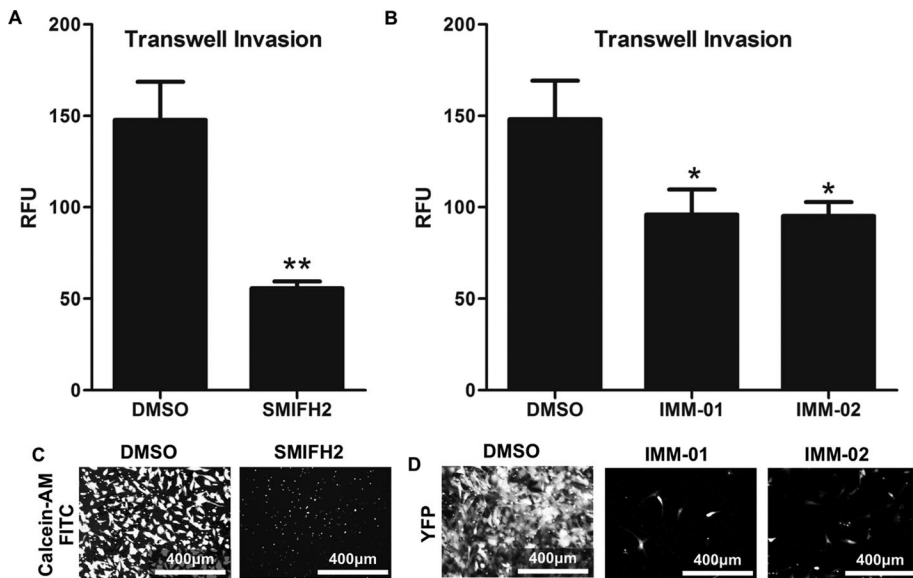 A
Transwell Invasion
RFU
200
150
100
50
0
**
DMSO
SMIFH2
B
Transwell Invasion
RFU
200
150
100
50
0
*
*
DMSO
IMM-01
IMM-02
C
DMSO
SMIFH2
Calcein-AM
FITC
400μm
400μm
D
DMSO
IMM-01
IMM-02
YFP
400μm
400μm
400μm